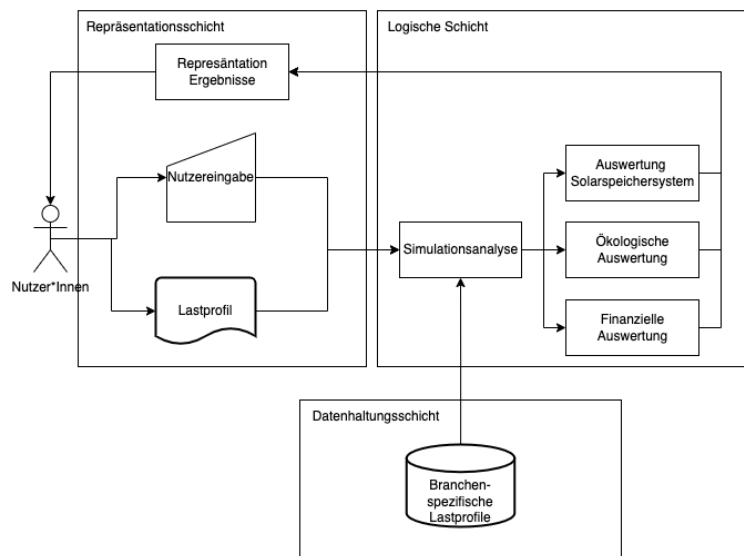 Repräsentationsschicht
Logische Schicht
Represäntation
Ergebnisse
Nutzereingabe
Auswertung
Solarspeichersystem
Simulationsanalyse
Ökologische
Auswertung
Nutzer*Innen
Lastprofil
Finanzielle
Auswertung
Datenhaltungsschicht
Branchen-
spezifische
Lastprofile